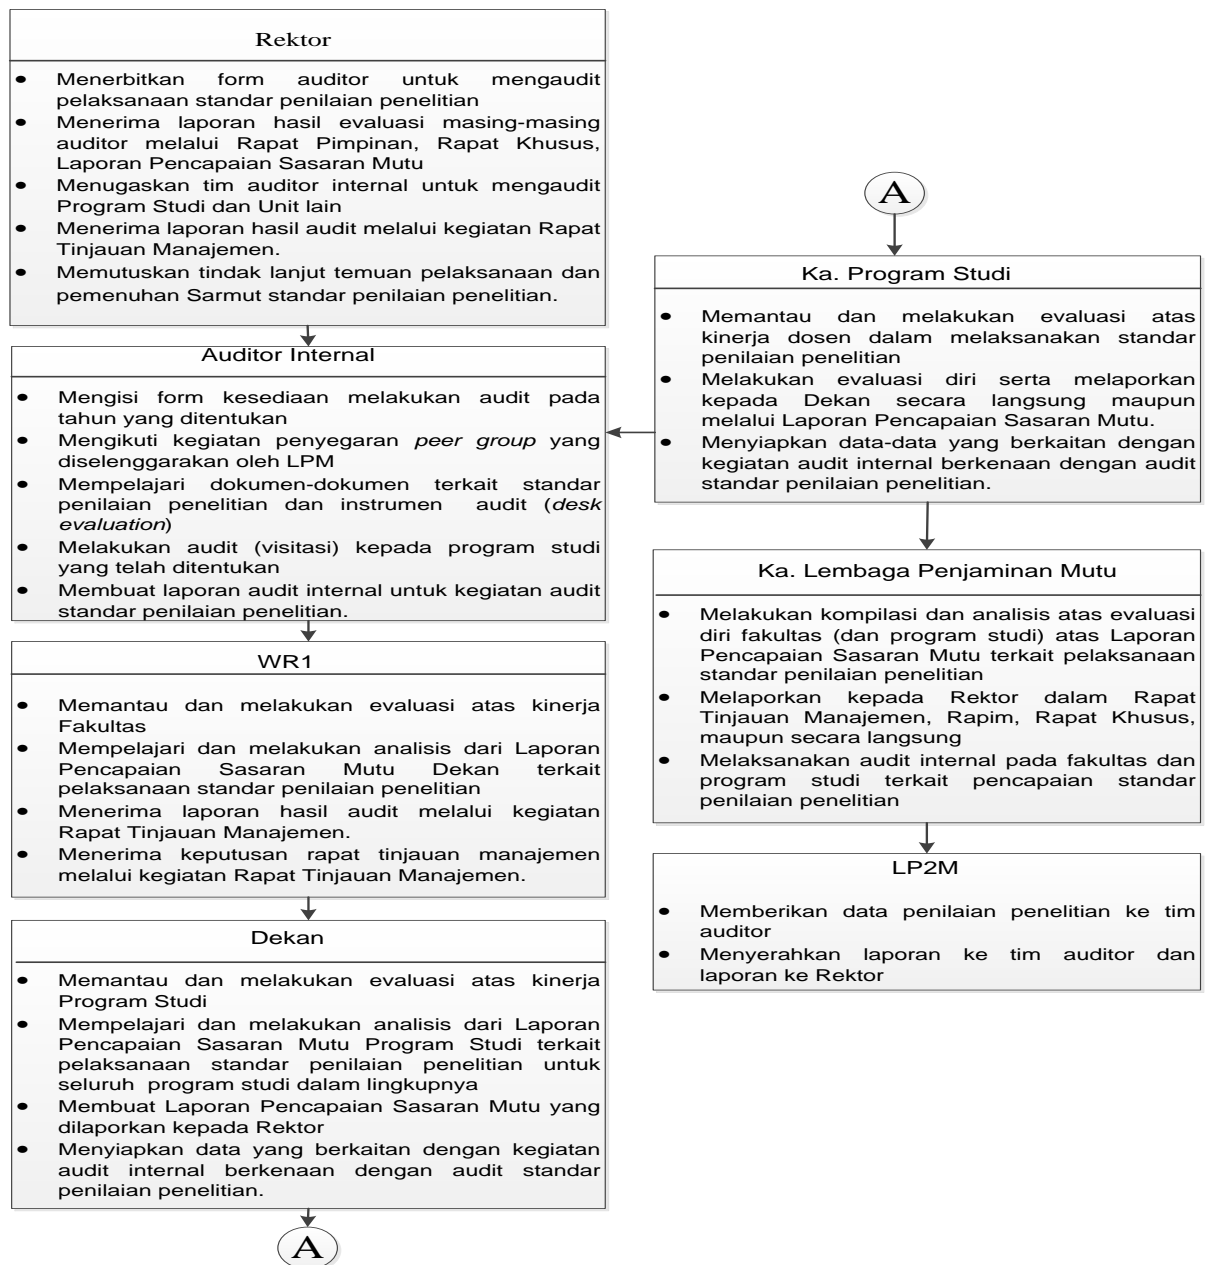 Rektor
• Menerbitkan form auditor untuk mengaudit
pelaksanaan standar penilaian penelitian
• Menerima laporan hasil evaluasi masing-masing
auditor melalui Rapat Pimpinan, Rapat Khusus,
Laporan Pencapaian Sasaran Mutu
• Menugaskan tim auditor internal untuk mengaudit
Program Studi dan Unit lain
• Menerima laporan hasil audit melalui kegiatan Rapat
Tinjauan Manajemen.
• Memutuskan tindak lanjut temuan pelaksanaan dan
pemenuhan Sarmut standar penilaian penelitian.
Auditor Internal
• Mengisi form kesediaan melakukan audit pada
tahun yang ditentukan
• Mengikuti kegiatan penyegaran peer group yang
diselenggarakan oleh LPM
• Mempelajari dokumen-dokumen terkait standar
penilaian penelitian dan instrumen audit (desk
evaluation)
• Melakukan audit (visitasi) kepada program studi
yang telah ditentukan
• Membuat laporan audit internal untuk kegiatan audit
standar penilaian penelitian.
WR1
• Memantau dan melakukan evaluasi atas kinerja
Fakultas
• Mempelajari dan melakukan analisis dari Laporan
Pencapaian Sasaran Mutu Dekan terkait
pelaksanaan standar penilaian penelitian
• Menerima laporan hasil audit melalui kegiatan
Rapat Tinjauan Manajemen.
• Menerima keputusan rapat tinjauan manajemen
melalui kegiatan Rapat Tinjauan Manajemen.
Dekan
• Memantau dan melakukan evaluasi atas kinerja
Program Studi
• Mempelajari dan melakukan analisis dari Laporan
Pencapaian Sasaran Mutu Program Studi terkait
pelaksanaan standar penilaian penelitian untuk
seluruh program studi dalam lingkupnya
• Membuat Laporan Pencapaian Sasaran Mutu yang
dilaporkan kepada Rektor
• Menyiapkan data yang berkaitan dengan kegiatan
audit internal berkenaan dengan audit standar
penilaian penelitian.
A
A
Ka. Program Studi
• Memantau dan melakukan evaluasi atas
kinerja dosen dalam melaksanakan standar
penilaian penelitian
• Melakukan evaluasi diri serta melaporkan
kepada Dekan secara langsung maupun
melalui Laporan Pencapaian Sasaran Mutu.
• Menyiapkan data-data yang berkaitan dengan
kegiatan audit internal berkenaan dengan audit
standar penilaian penelitian.
Ka. Lembaga Penjaminan Mutu
• Melakukan kompilasi dan analisis atas evaluasi
diri fakultas (dan program studi) atas Laporan
Pencapaian Sasaran Mutu terkait pelaksanaan
standar penilaian penelitian
• Melaporkan kepada Rektor dalam Rapat
Tinjauan Manajemen, Rapim, Rapat Khusus,
maupun secara langsung
• Melaksanakan audit internal pada fakultas dan
program studi terkait pencapaian standar
penilaian penelitian
LP2M
• Memberikan data penilaian penelitian ke tim
auditor
• Menyerahkan laporan ke tim auditor dan
laporan ke Rektor